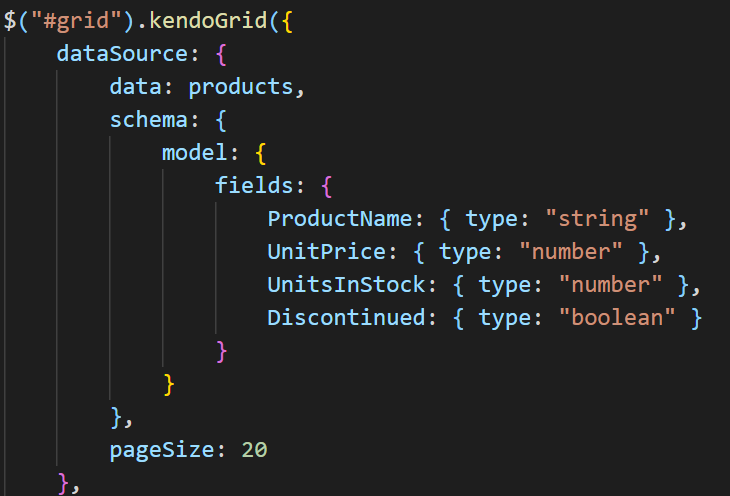 $("#grid").kendoGrid({
    dataSource: {
        data: products,
        schema: {
            model: {
                fields: {
                    ProductName: { type: "string" },
                    UnitPrice: { type: "number" },
                    UnitsInStock: { type: "number" },
                    Discontinued: { type: "boolean" }
                }
            }
        },
        pageSize: 20
    },